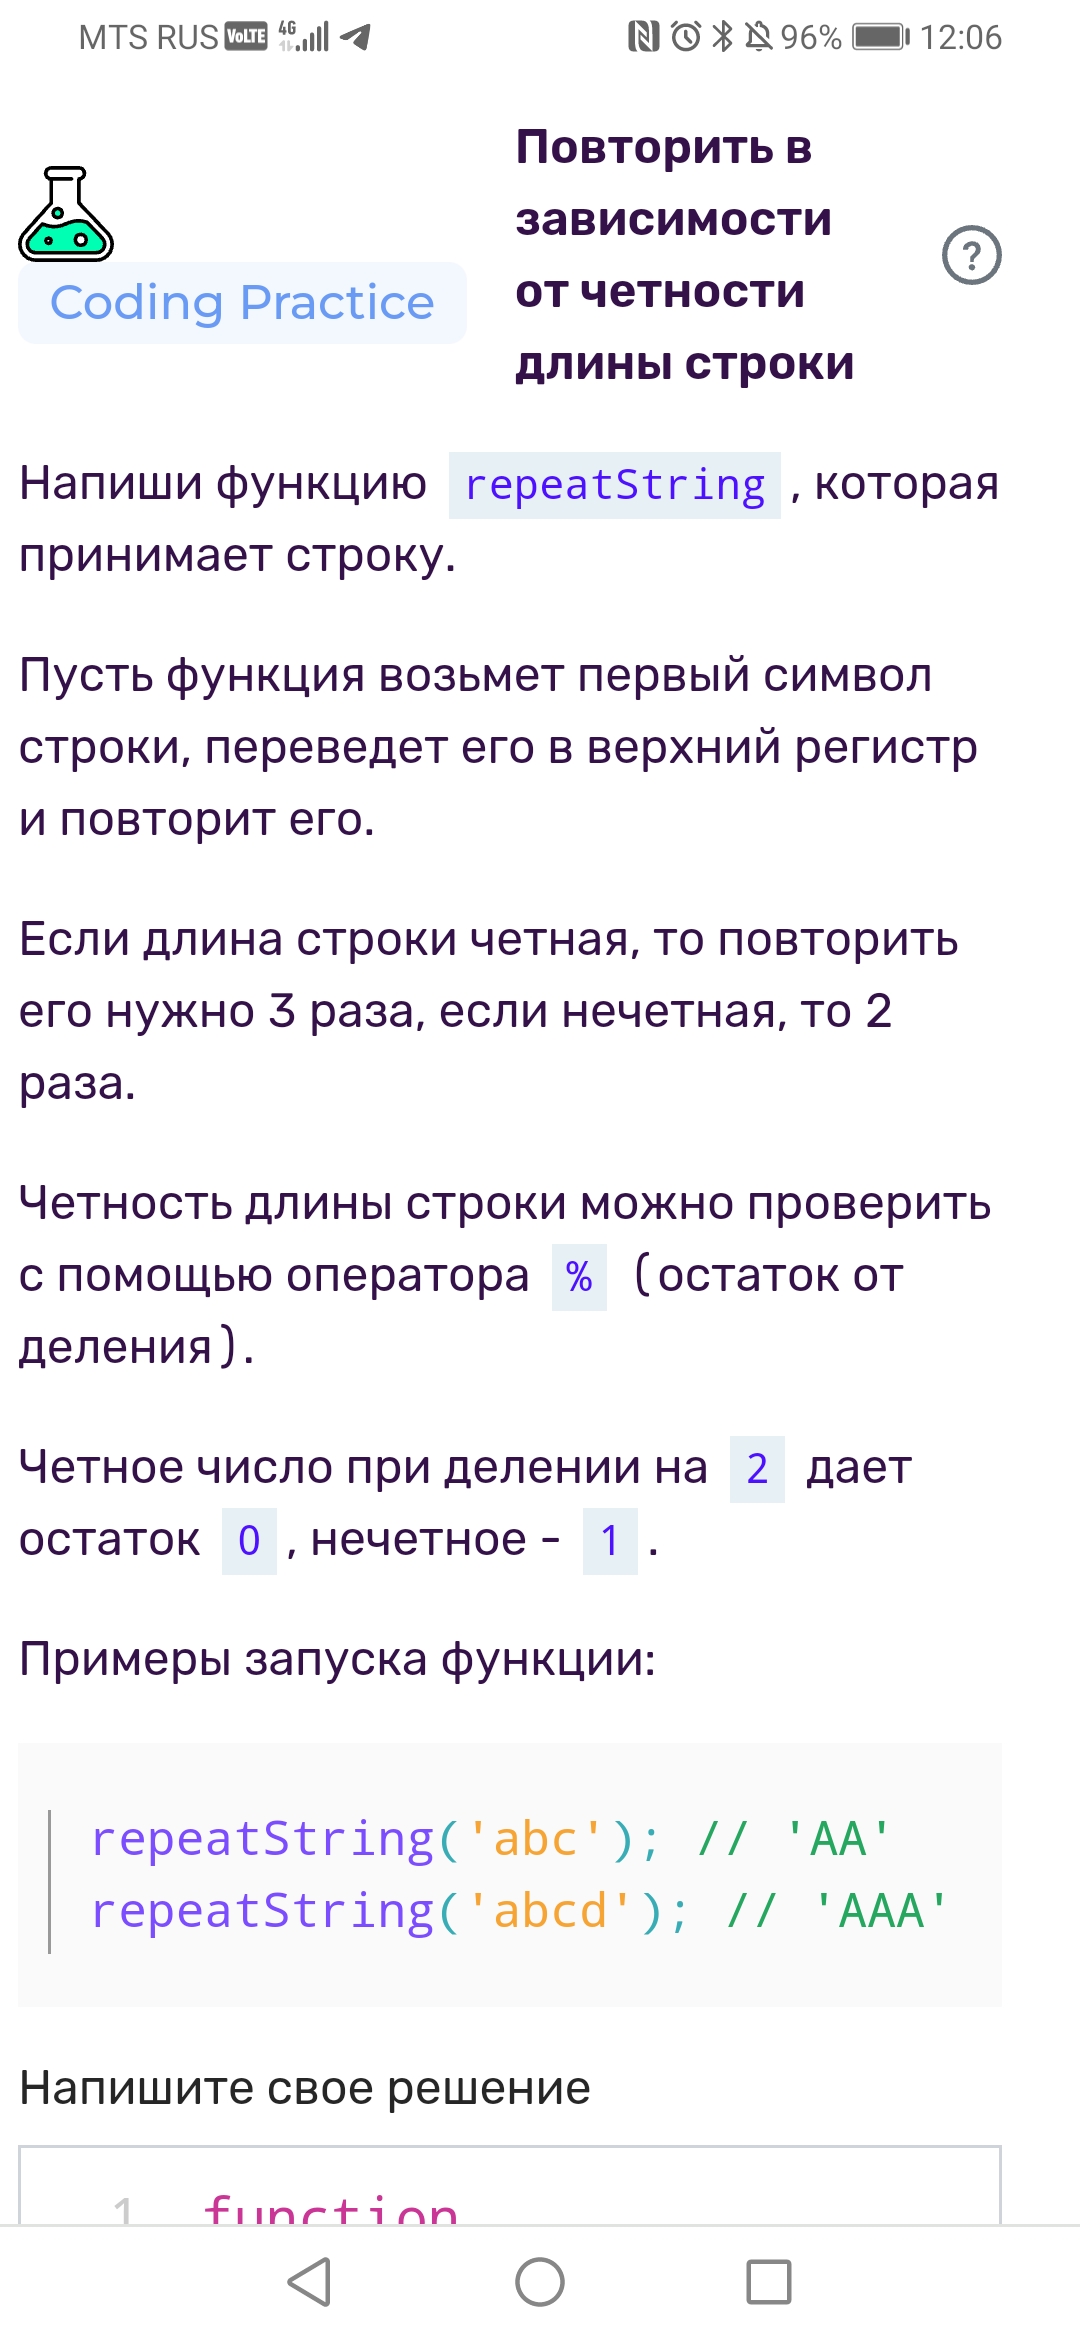 MTS RUS VoLTE 4G 96% 12:06
Coding Practice
Повторить в
зависимости
от четности
длины строки
?
Напиши функцию repeatString , которая
принимает строку.
Пусть функция возьмет первый символ
строки, переведет его в верхний регистр
и повторит его.
Если длина строки четная, то повторить
его нужно 3 раза, если нечетная, то 2
раза.
Четность длины строки можно проверить
с помощью оператора % (остаток от
деления).
Четное число при делении на 2 дает
остаток 0 , нечетное - 1 .
Примеры запуска функции:
repeatString('abc'); // 'AA'
repeatString('abcd'); // 'AAA'
Напишите свое решение
1 function